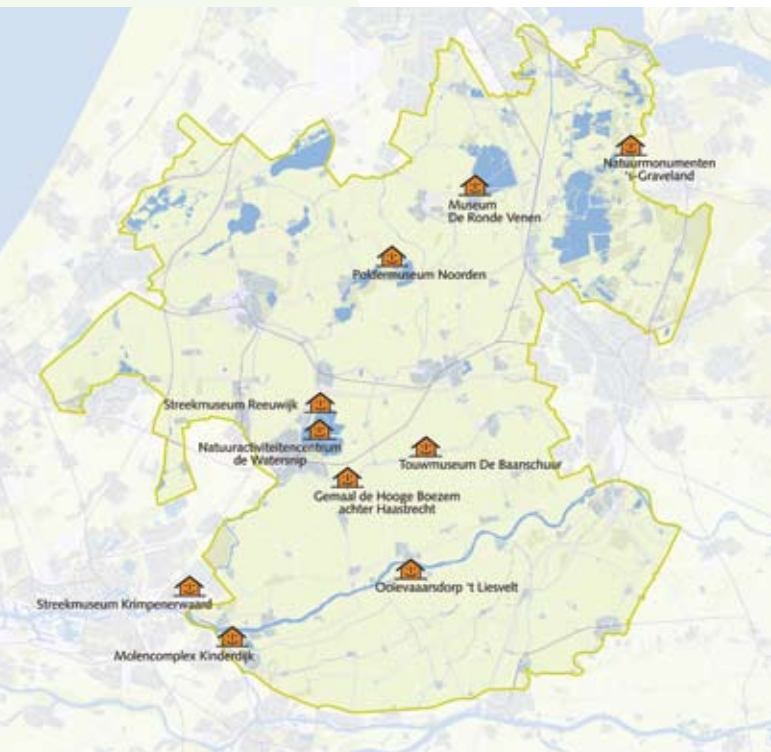 Natuurmonumenten
's-Graveland
Museum
De Ronde Venen
Poldermuseum Noorden
Streekmuseum Reeuwijk
Natuuractiviteitencentrum
de Watersnip
Touwmuseum De Baanschuur
Gemaal de Hooge Boezem
achter Haastrecht
Ooievaaarsdorp 't Liesvelt
Streekmuseum Krimpenerwaard
Molencomplex Kinderdijk